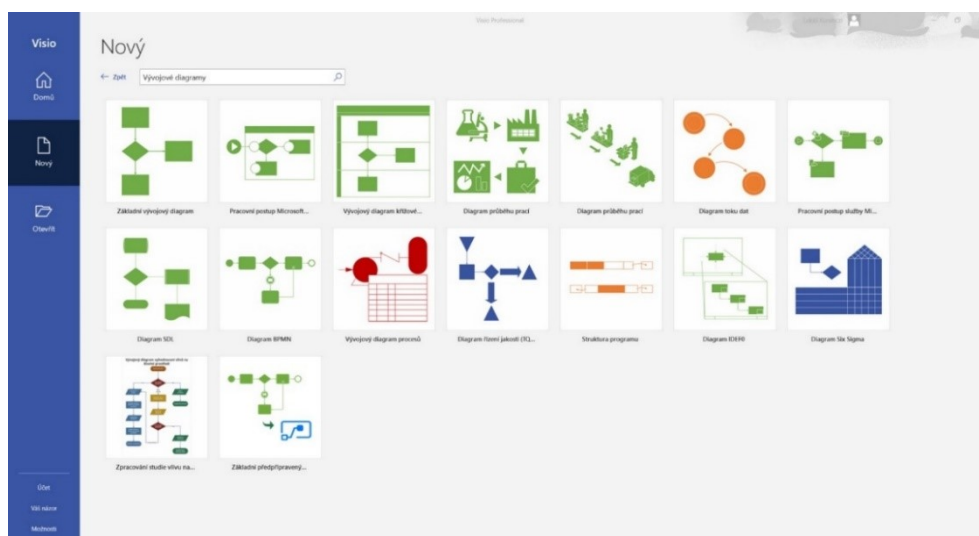 Visio Professional
Visio
Domů
Nový
Otevřít
Účet
Váš názor
Možnosti
Nový
Zpět
Vývojové diagramy
Základní vývojový diagram
Pracovní postup Microsoft...
Vývojový diagram křížové...
Diagram průběhu prací
Diagram průběhu prací
Diagram toku dat
Pracovní postup služby Mi...
Diagram SDL
Diagram BPMN
Vývojový diagram procesů
Diagram řízení jakosti (TQ...
Struktura programu
Diagram IDEF0
Diagram Six Sigma
Zpracování studie vlivu na...
Základní předpřipravený...